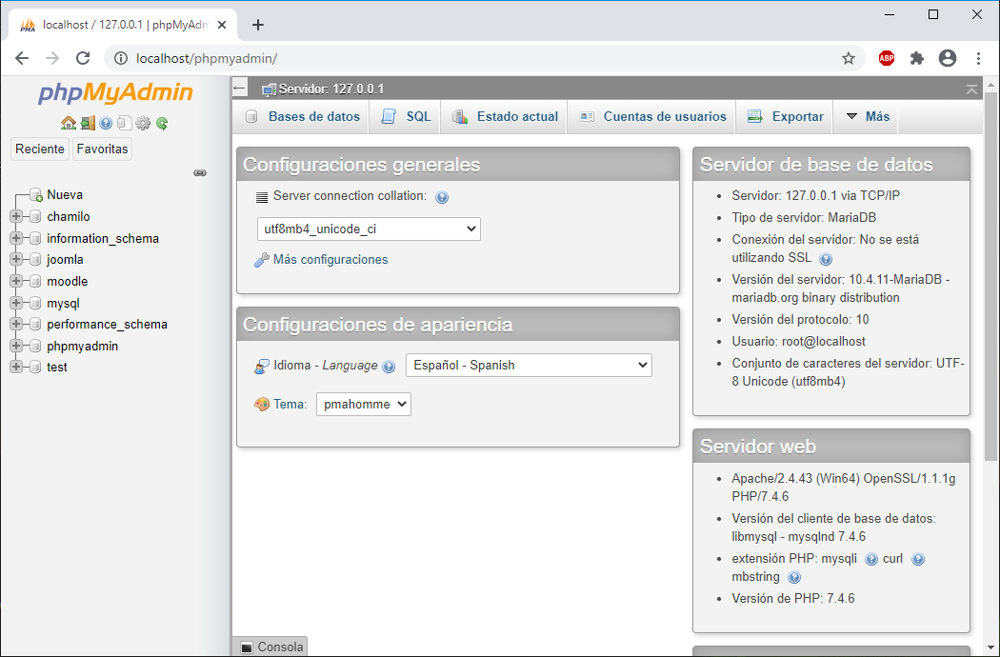 localhost / 127.0.0.1 | phpMyAdm
localhost/phpmyadmin/
ABP
phpMyAdmin
Reciente Favoritas
Nueva
chamilo
information_schema
joomla
moodle
mysql
performance_schema
phpmyadmin
test
Servidor: 127.0.0.1
Bases de datos SQL Estado actual Cuentas de usuarios Exportar Más
Configuraciones generales
Server connection collation:
utf8mb4_unicode_ci
Más configuraciones
Configuraciones de apariencia
Idioma - Language Español - Spanish
Tema: pmahomme
Servidor de base de datos
Servidor: 127.0.0.1 via TCP/IP
Tipo de servidor: MariaDB
Conexión del servidor: No se está
utilizando SSL
Versión del servidor: 10.4.11-MariaDB -
mariadb.org binary distribution
Versión del protocolo: 10
Usuario: root@localhost
Conjunto de caracteres del servidor: UTF-
8 Unicode (utf8mb4)
Servidor web
Apache/2.4.43 (Win64) OpenSSL/1.1.1g
PHP/7.4.6
Versión del cliente de base de datos:
libmysql - mysqlnd 7.4.6
extensión PHP: mysqli curl
mbstring
Versión de PHP: 7.4.6
Consola